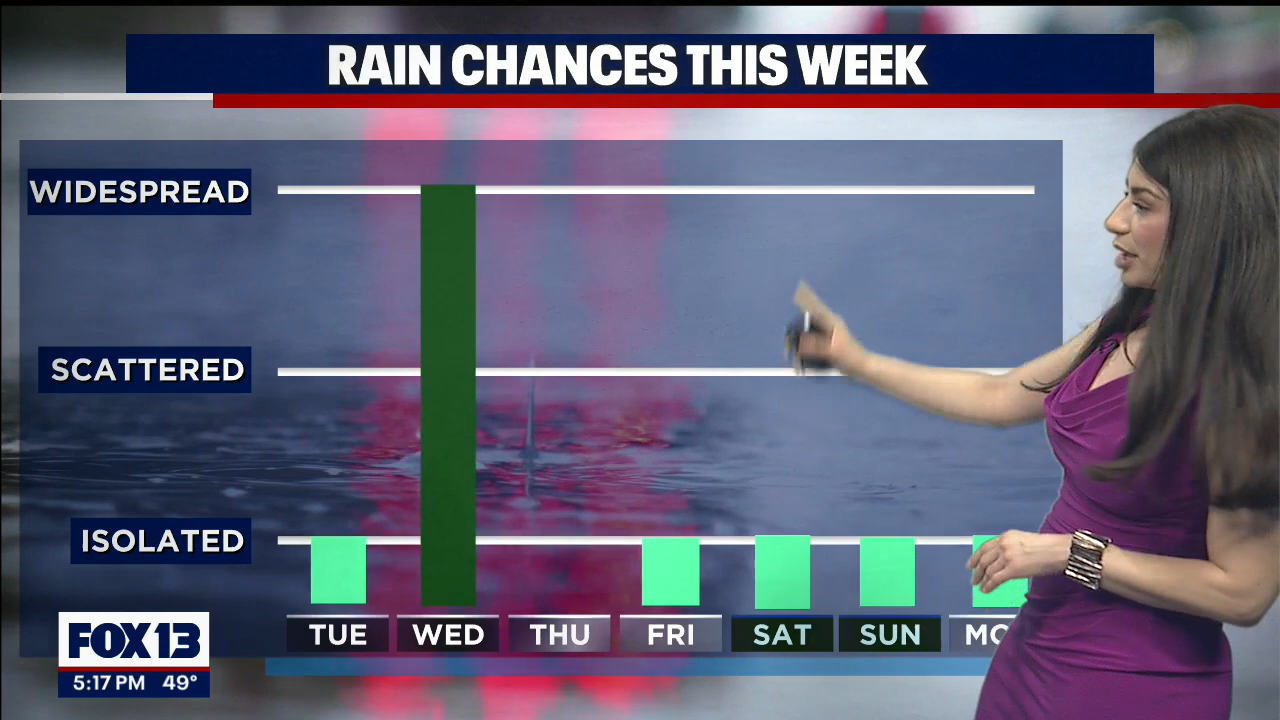 RAIN CHANCES THIS WEEK
WIDESPREAD
SCATTERED
ISOLATED
TUE WED THU FRI SAT SUN
FOX 13
5:17 PM 49°